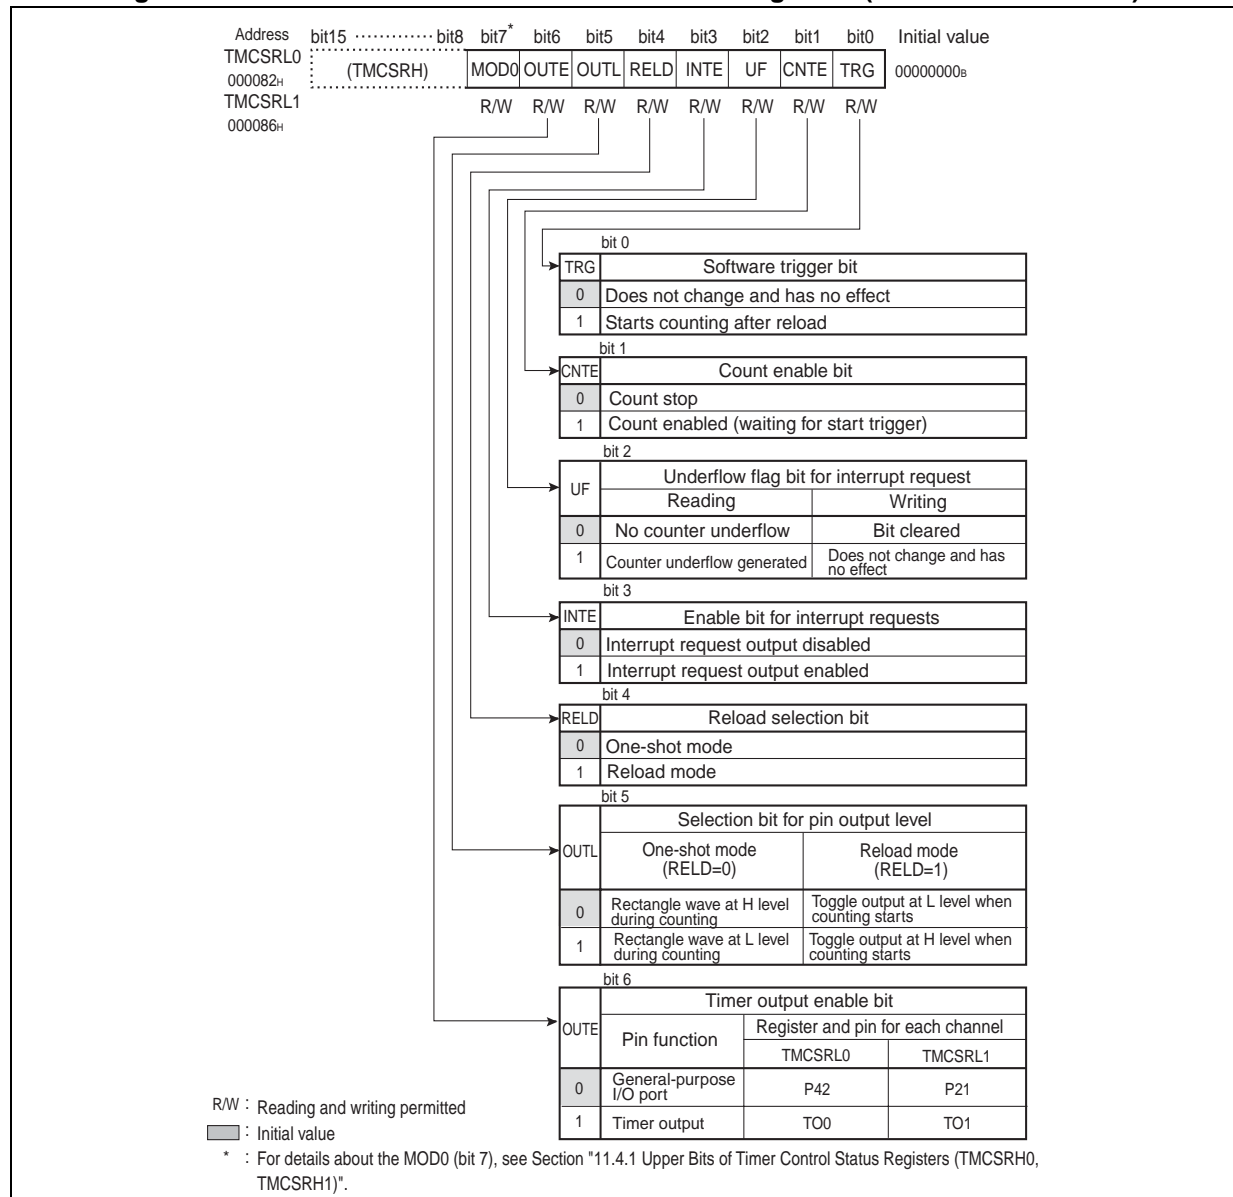 Address bit15 bit8 bit7* bit6 bit5 bit4 bit3 bit2 bit1 bit0 Initial value
TMCSRL0
000082H
(TMCSRH) MOD0 OUTE OUTL RELD INTE UF CNTE TRG 00000000B
TMCSRL1
000086H
R/W R/W R/W R/W R/W R/W R/W R/W
bit 0
TRG Software trigger bit
0 Does not change and has no effect
1 Starts counting after reload
bit 1
CNTE Count enable bit
0 Count stop
1 Count enabled (waiting for start trigger)
bit 2
UF Underflow flag bit for interrupt request
Reading Writing
0 No counter underflow Bit cleared
1 Counter underflow generated Does not change and has
no effect
bit 3
INTE Enable bit for interrupt requests
0 Interrupt request output disabled
1 Interrupt request output enabled
bit 4
RELD Reload selection bit
0 One-shot mode
1 Reload mode
bit 5
OUTL Selection bit for pin output level
One-shot mode Reload mode
(RELD=0) (RELD=1)
0 Rectangle wave at H level Toggle output at L level when
during counting counting starts
1 Rectangle wave at L level Toggle output at H level when
during counting counting starts
bit 6
OUTE Timer output enable bit
Pin function Register and pin for each channel
TMCSRL0 TMCSRL1
0 General-purpose P42 P21
I/O port
1 Timer output TO0 TO1
R/W : Reading and writing permitted
: Initial value
* : For details about the MOD0 (bit 7), see Section "11.4.1 Upper Bits of Timer Control Status Registers (TMCSRH0,
TMCSRH1)".